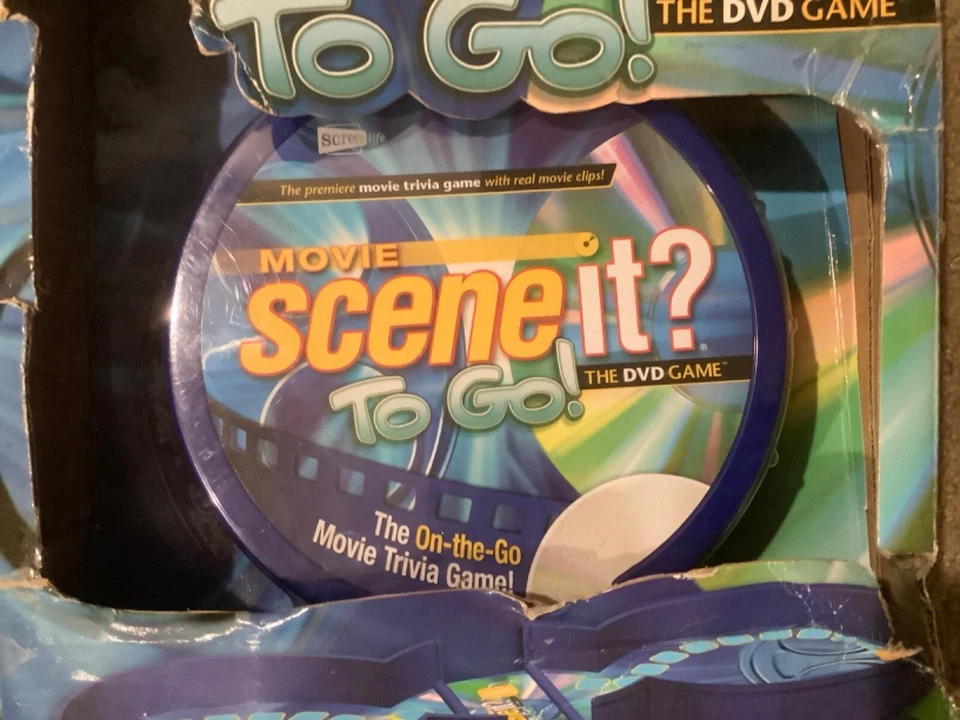 To Go!
THE DVD GAME
Screenlife
The premiere movie trivia game with real movie clips!
MOVIE
scene it?
To Go!
THE DVD GAME™
The On-the-Go
Movie Trivia Game!